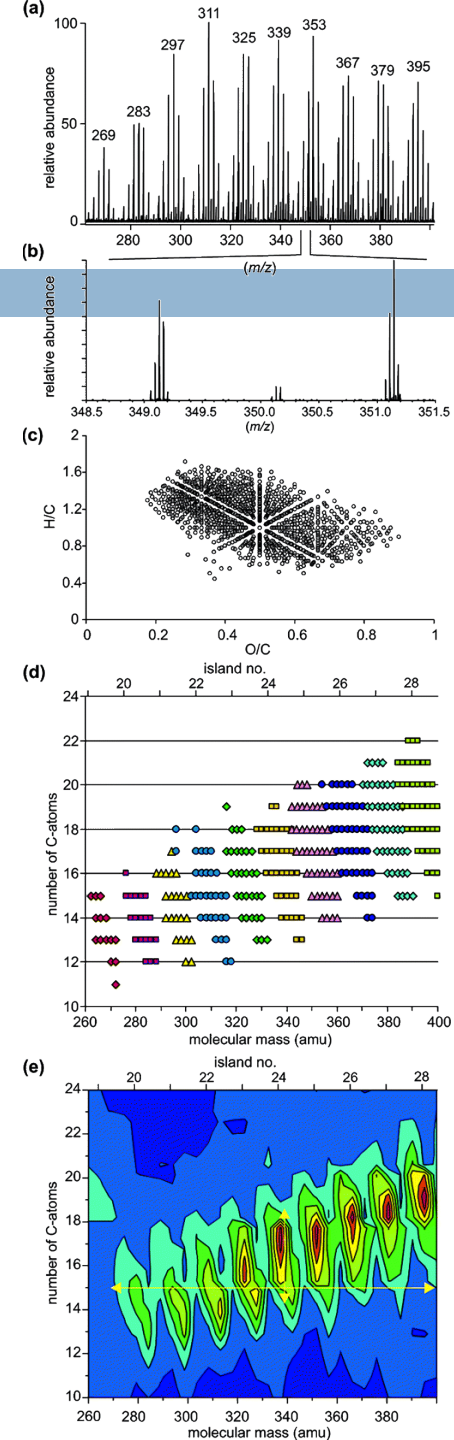 (a)
relative abundance
100
50
0
269
283
297
311
325
339
353
367
379
395
280 300 320 340 360 380
(m/z)
(b)
relative abundance
348.5 349.0 349.5 350.0 350.5 351.0 351.5
(m/z)
(c)
H/C
2
1.6
1.2
0.8
0.4
0
0 0.2 0.4 0.6 0.8 1
O/C
(d)
island no.
20 22 24 26 28
number of C-atoms
24
22
20
18
16
14
12
10
260 280 300 320 340 360 380 400
molecular mass (amu)
(e)
island no.
20 22 24 26 28
number of C-atoms
24
22
20
18
16
14
12
10
260 280 300 320 340 360 380 400
molecular mass (amu)